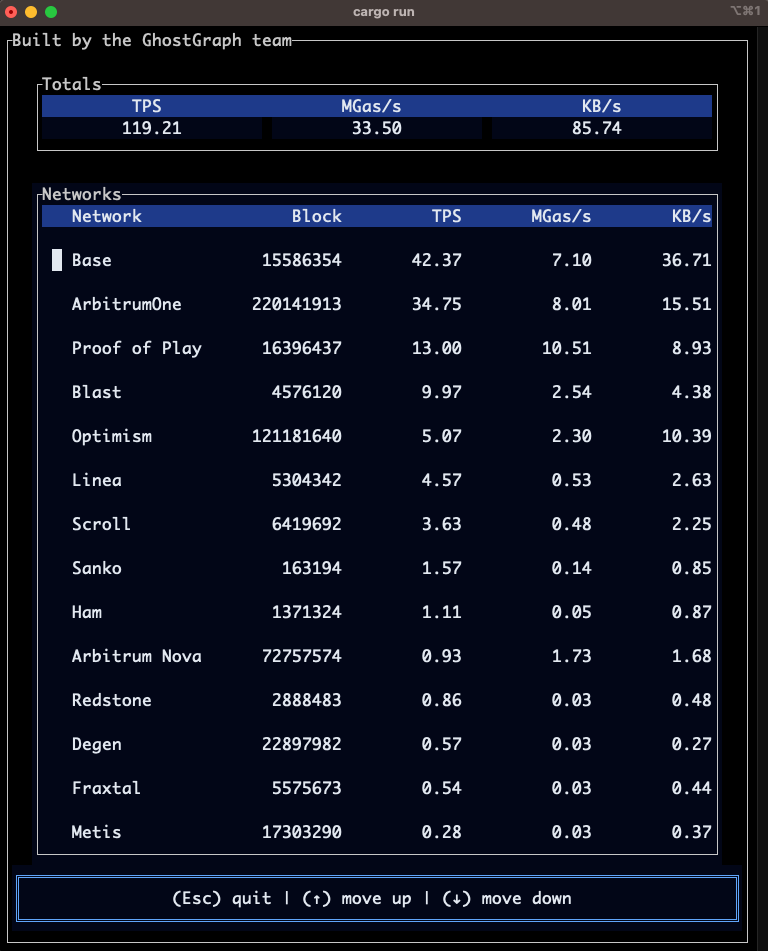 cargo run
⌥⌘1
Built by the GhostGraph team
Totals
TPS MGas/s KB/s
119.21 33.50 85.74
Networks
Network Block TPS MGas/s KB/s
Base 15586354 42.37 7.10 36.71
ArbitrumOne 220141913 34.75 8.01 15.51
Proof of Play 16396437 13.00 10.51 8.93
Blast 4576120 9.97 2.54 4.38
Optimism 121181640 5.07 2.30 10.39
Linea 5304342 4.57 0.53 2.63
Scroll 6419692 3.63 0.48 2.25
Sanko 163194 1.57 0.14 0.85
Ham 1371324 1.11 0.05 0.87
Arbitrum Nova 72757574 0.93 1.73 1.68
Redstone 2888483 0.86 0.03 0.48
Degen 22897982 0.57 0.03 0.27
Fraxtal 5575673 0.54 0.03 0.44
Metis 17303290 0.28 0.03 0.37
(Esc) quit | (↑) move up | (↓) move down